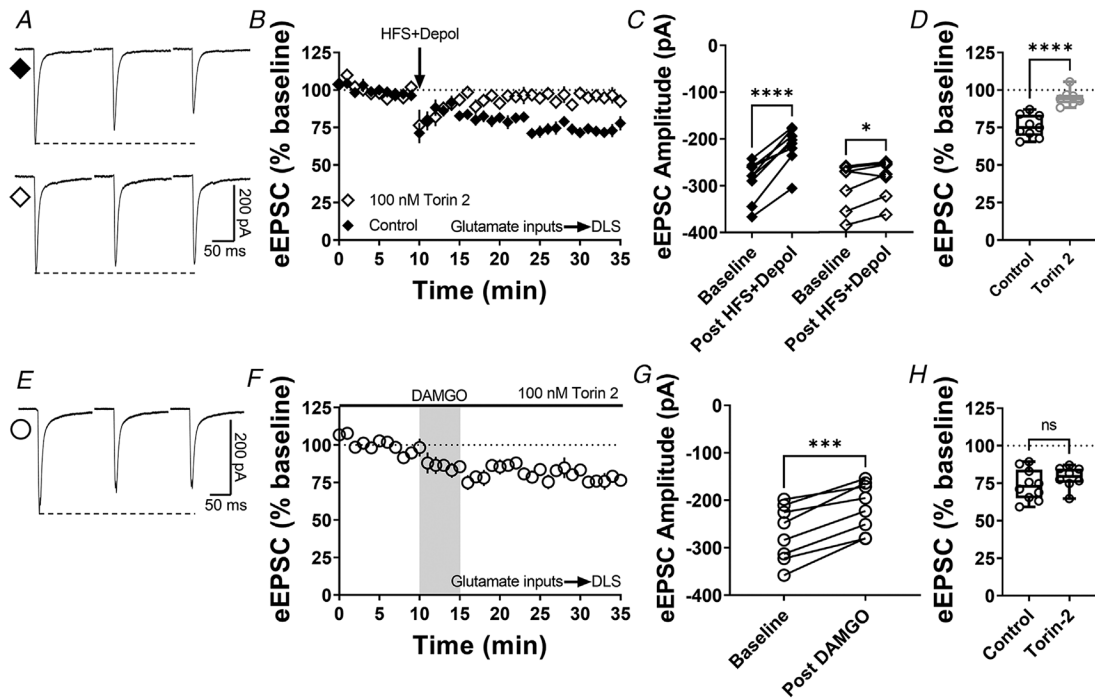 A
200 pA
50 ms
B
HFS+Depol
eEPSC (% baseline)
125
100
75
50
25
0
100 nM Torin 2
Control
Glutamate inputs DLS
0 5 10 15 20 25 30 35
Time (min)
C
eEPSC Amplitude (pA)
0
-100
-200
-300
-400
****
*
Baseline
Post HFS+Depol
Baseline
Post HFS+Depol
D
eEPSC (% baseline)
125
100
75
50
25
0
****
Control
Torin 2
E
200 pA
50 ms
F
DAMGO
100 nM Torin 2
eEPSC (% baseline)
125
100
75
50
25
0
Glutamate inputs DLS
0 5 10 15 20 25 30 35
Time (min)
G
eEPSC Amplitude (pA)
0
-100
-200
-300
-400
***
Baseline
Post DAMGO
H
eEPSC (% baseline)
125
100
75
50
25
0
ns
Control
Torin-2